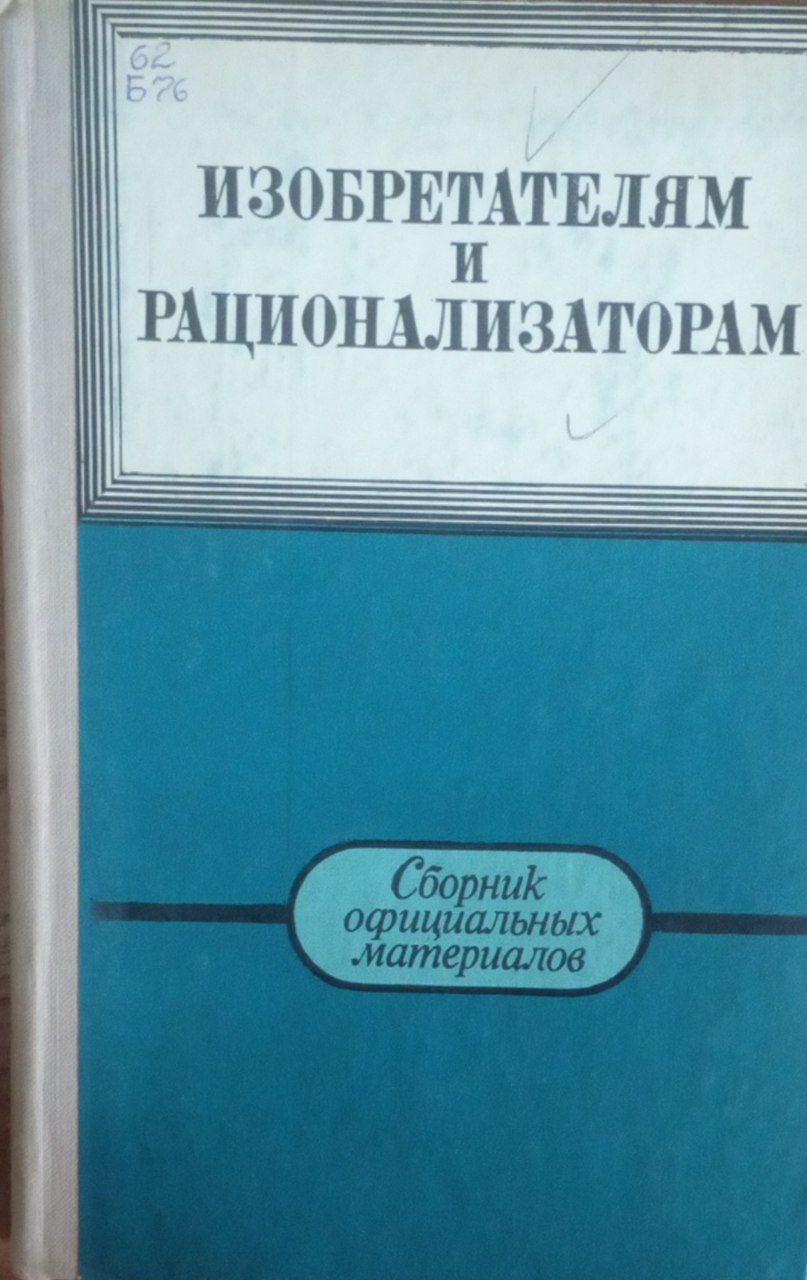 62
Б76
ИЗОБРЕТАТЕЛЯМ
И
РАЦИОНАЛИЗАТОРАМ
Сборник
официальных
материалов